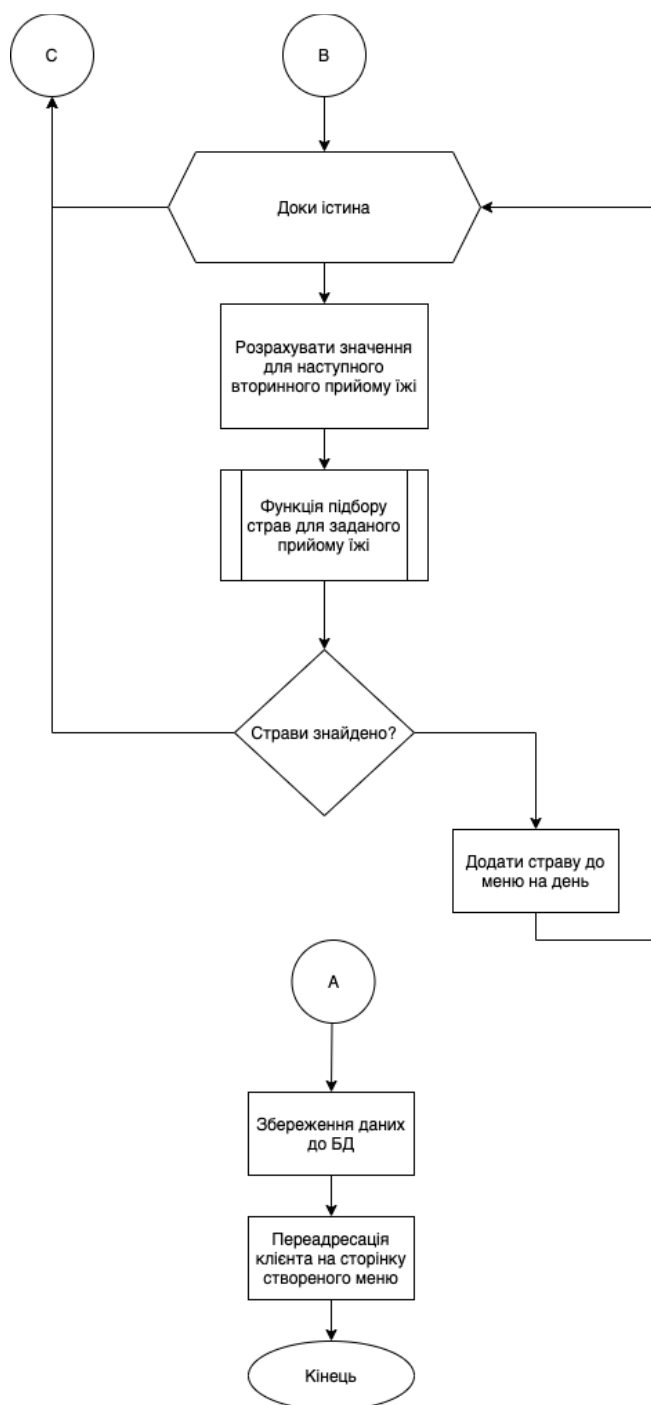 C
B
Доки істина
Розрахувати значення
для наступного
вторинного прийому їжі
Функція підбору
страв для заданого
прийому їжі
Страви знайдено?
Додати страву до
меню на день
A
Збереження даних
до БД
Переадресація
клієнта на сторінку
створеного меню
Кінець